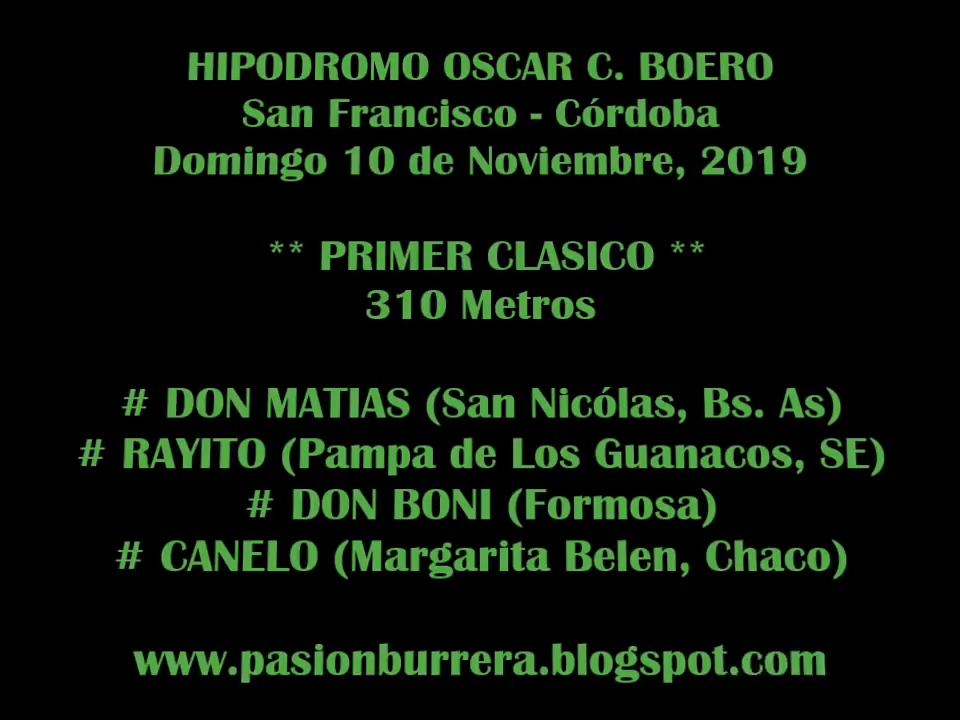 HIPODROMO OSCAR C. BOERO
San Francisco - Córdoba
Domingo 10 de Noviembre, 2019
** PRIMER CLASICO **
310 Metros
# DON MATIAS (San Nicólas, Bs. As)
# RAYITO (Pampa de Los Guanacos, SE)
# DON BONI (Formosa)
# CANELO (Margarita Belen, Chaco)
www.pasionburrera.blogspot.com